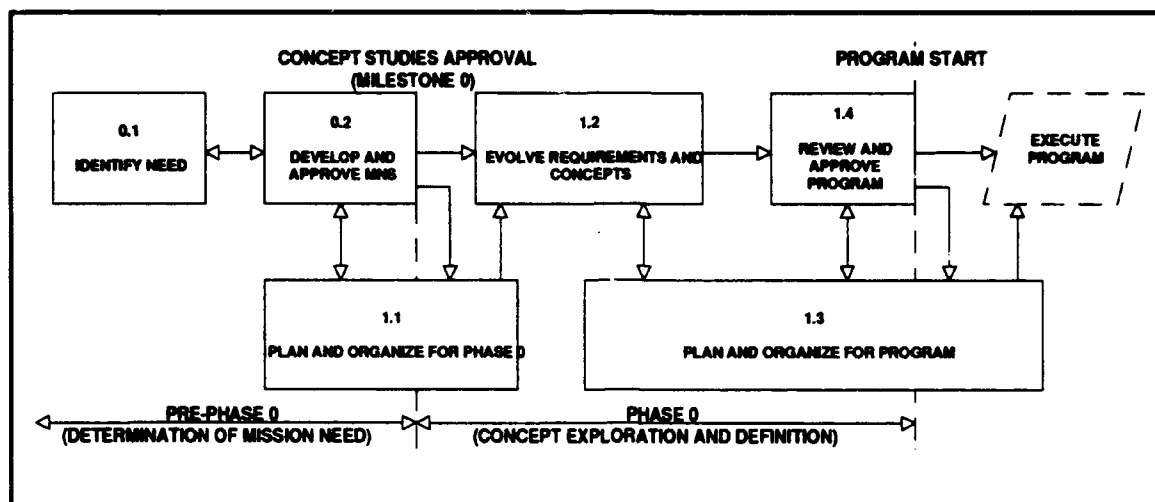 CONCEPT STUDIES APPROVAL
(MILESTONE 0)
PROGRAM START
0.1
IDENTIFY NEED
0.2
DEVELOP AND
APPROVE MNS
1.2
EVOLVE REQUIREMENTS AND
CONCEPTS
1.4
REVIEW AND
APPROVE
PROGRAM
EXECUTE
PROGRAM
1.1
PLAN AND ORGANIZE FOR PHASE 0
1.3
PLAN AND ORGANIZE FOR PROGRAM
PRE-PHASE 0
(DETERMINATION OF MISSION NEED)
PHASE 0
(CONCEPT EXPLORATION AND DEFINITION)